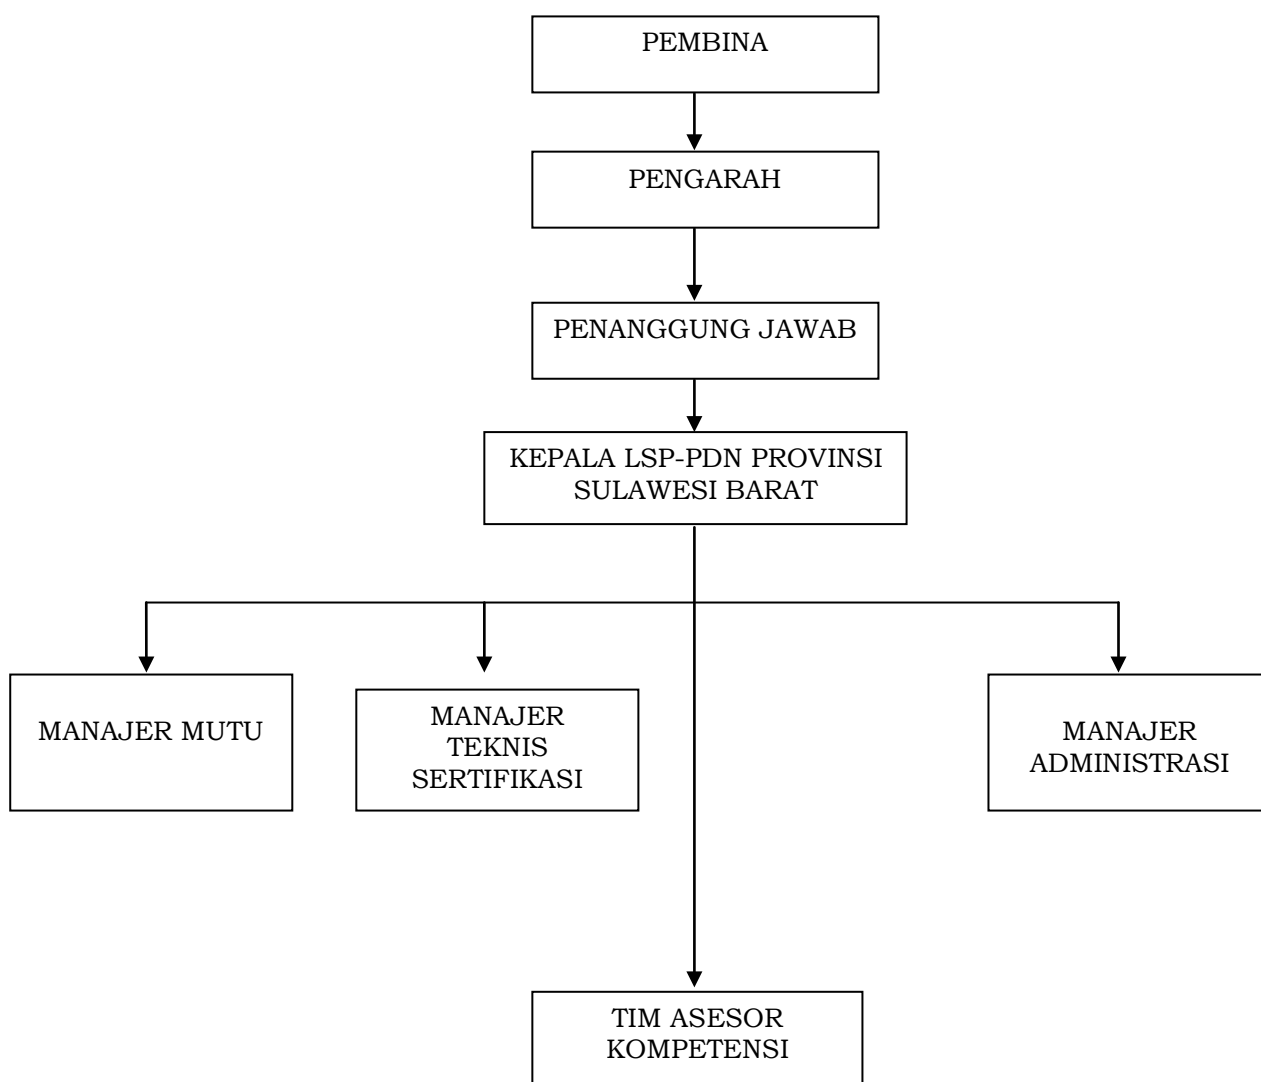 PEMBINA
PENGARAH
PENANGGUNG JAWAB
KEPALA LSP-PDN PROVINSI
SULAWESI BARAT
MANAJER MUTU
MANAJER
TEKNIS
SERTIFIKASI
MANAJER
ADMINISTRASI
TIM ASESOR
KOMPETENSI